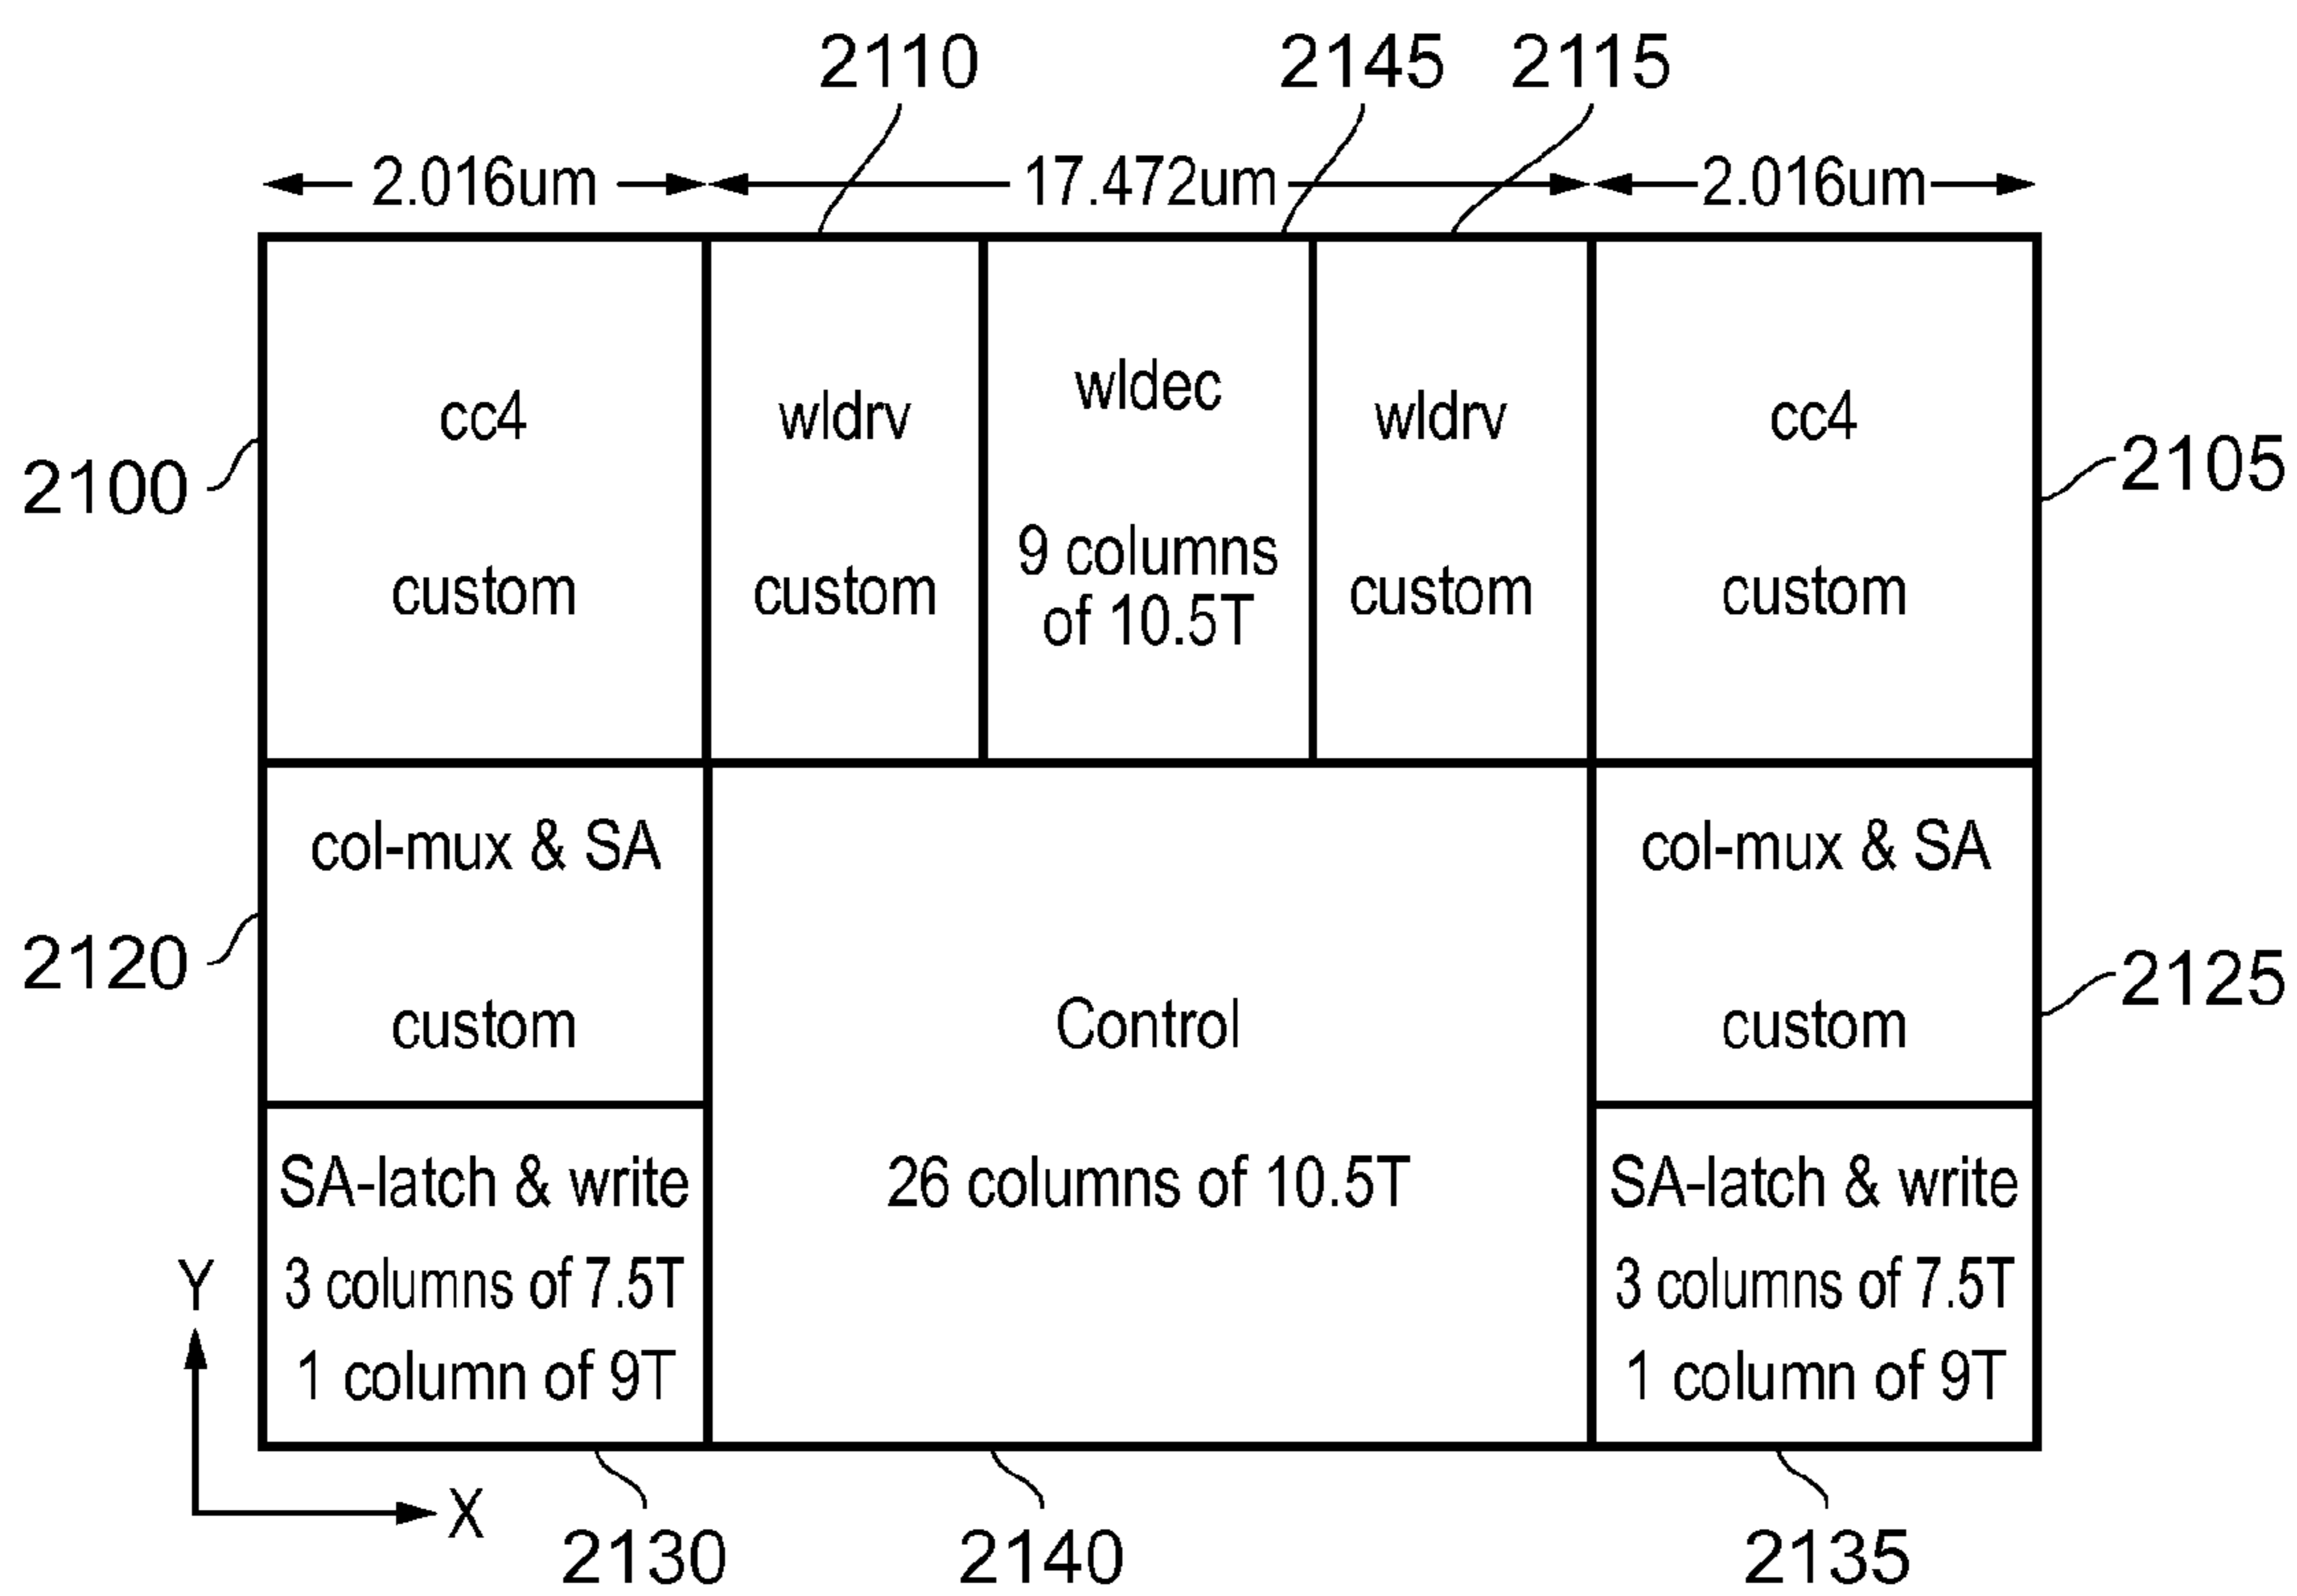 2110 2145 2115
2.016um 17.472um 2.016um
cc4 wldrv wldec wldrv cc4
2100 2105
custom custom 9 columns custom custom
of 10.5T
col-mux & SA col-mux & SA
2120 2125
custom Control custom
SA-latch & write 26 columns of 10.5T SA-latch & write
Y 3 columns of 7.5T 3 columns of 7.5T
1 column of 9T 1 column of 9T
X
2130 2140 2135